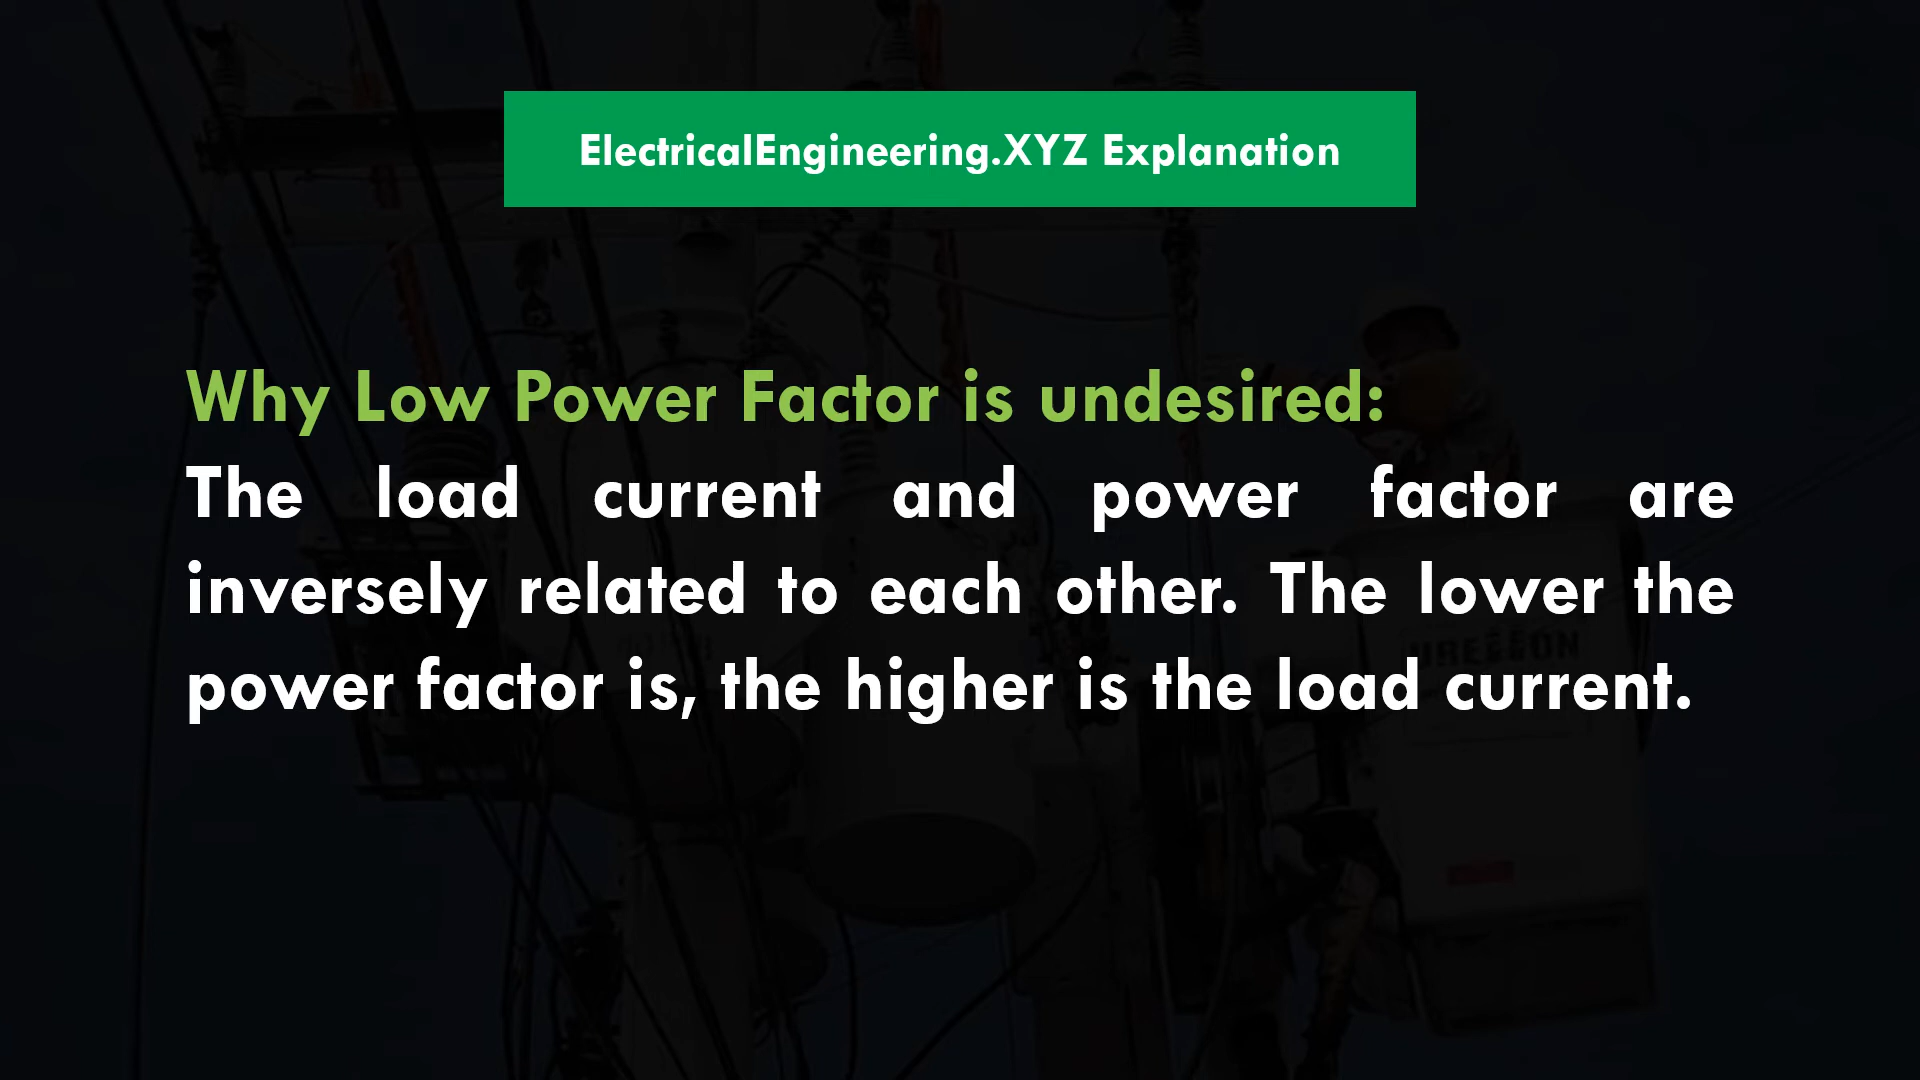 ElectricalEngineering.XYZ Explanation
Why Low Power Factor is undesired:
The load current and power factor are
inversely related to each other. The lower the
power factor is, the higher is the load current.